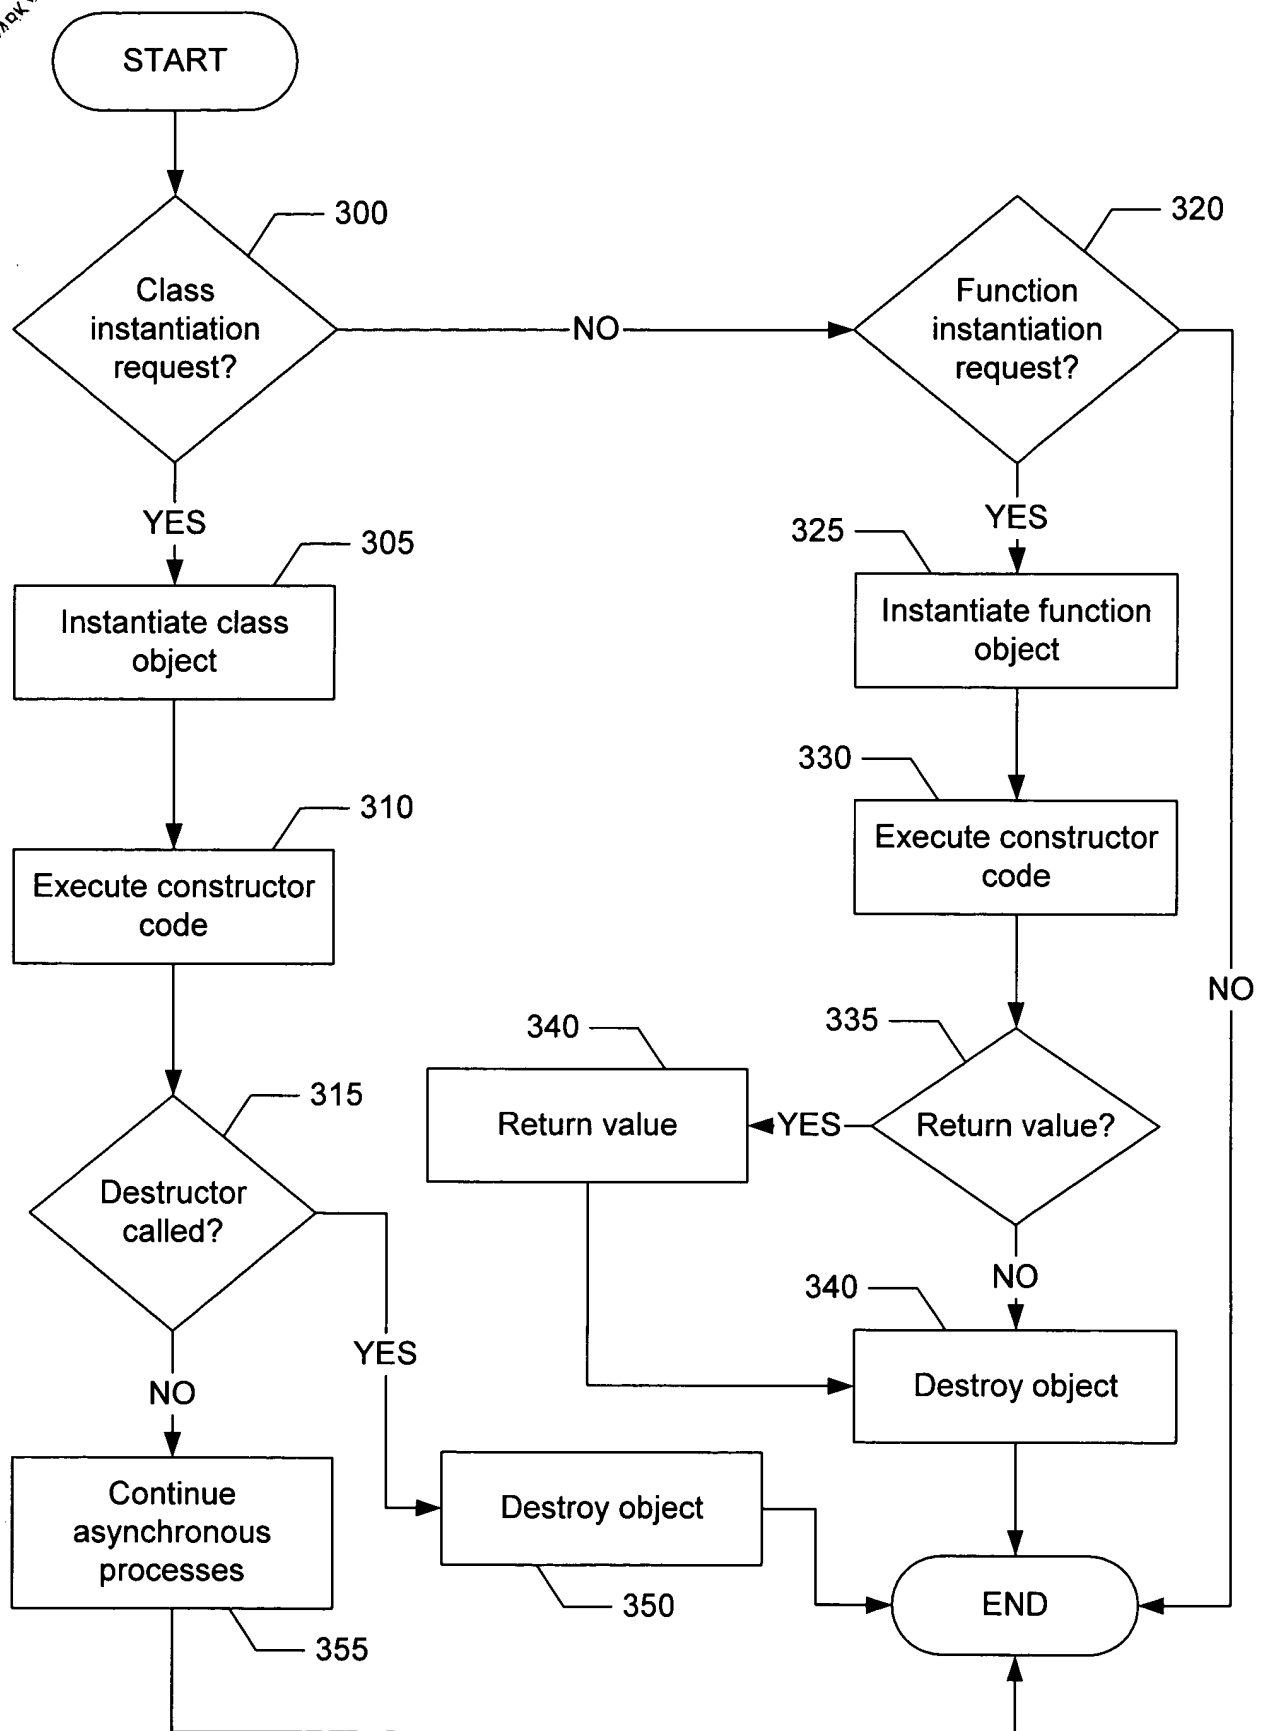 START
300
Class
instantiation
request?
NO
320
Function
instantiation
request?
YES
305
Instantiate class
object
YES
325
Instantiate function
object
330
Execute constructor
code
310
Execute constructor
code
NO
315
Destructor
called?
340
Return value
YES
335
Return value?
NO
340
Destroy object
YES
NO
Continue
asynchronous
processes
355
Destroy object
350
END